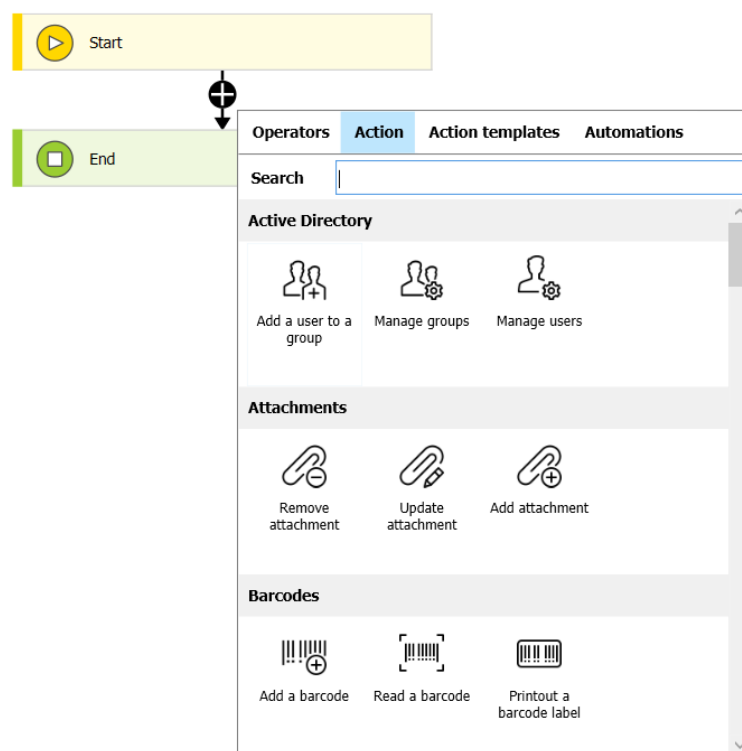 Start
End
Operators Action Action templates Automations
Search
Active Directory
Add a user to a
group
Manage groups
Manage users
Attachments
Remove
attachment
Update
attachment
Add attachment
Barcodes
Add a barcode
Read a barcode
Printout a
barcode label